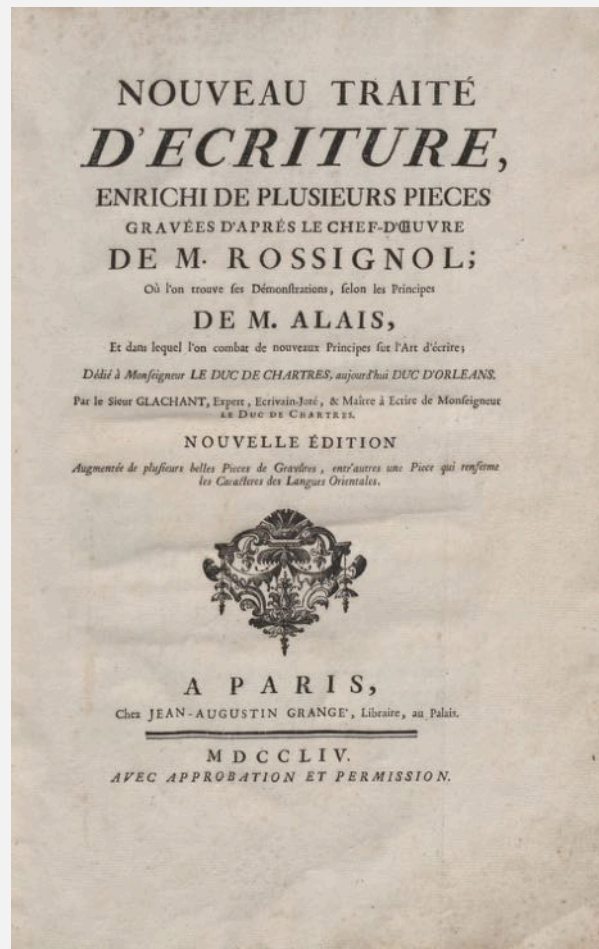 NOUVEAU TRAITÉ
D'ECRITURE,
ENRICHI DE PLUSIEURS PIECES
GRAVÉES D'APRÉS LE CHEF-D'ŒUVRE
DE M. ROSSIGNOL;
Où l'on trouve ſes Démonſtrations, ſelon les Principes
DE M. ALAIS,
Et dans lequel l'on combat de nouveaux Principes ſur l'Art d'écrire;
Dédié à Monſeigneur LE DUC DE CHARTRES, aujourd'hui DUC D'ORLEANS.
Par le Sieur GLACHANT, Expert, Ecrivain-Juré, & Maître à Ecrire de Monſeigneur
LE DUC DE CHARTRES.
NOUVELLE ÉDITION
Augmentée de pluſieurs belles Pieces de Gravûres, entr'autres une Piece qui renferme
les Caracteres des Langues Orientales.
A PARIS,
Chez JEAN-AUGUSTIN GRANGE', Libraire, au Palais.
MDCCLIV.
AVEC APPROBATION ET PERMISSION.